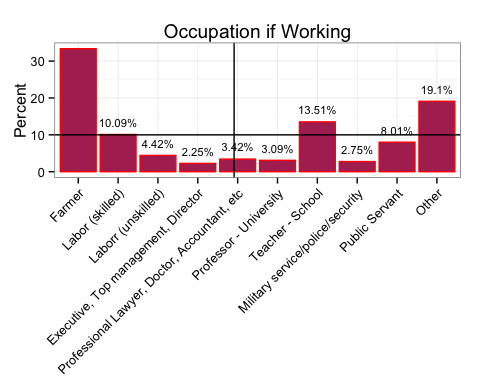 Occupation if Working
Percent
30
20
10
0
10.09%
4.42%
2.25%
3.42%
3.09%
13.51%
2.75%
8.01%
19.1%
Farmer
Labor (skilled)
Laborr (unskilled)
Executive, Top management, Director
Professional Lawyer, Doctor, Accountant, etc
Professor - University
Teacher - School
Military service/police/security
Public Servant
Other